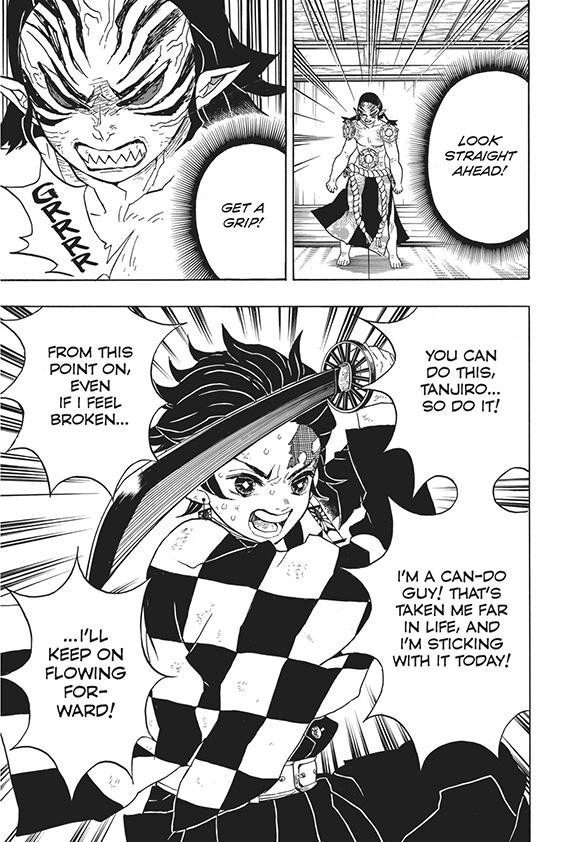 LOOK
STRAIGHT
AHEAD!
GET A
GRIP!
GRRRR
YOU CAN
DO THIS,
TANJIRO...
SO DO IT!
I'M A CAN-DO
GUY! THAT'S
TAKEN ME FAR
IN LIFE, AND
I'M STICKING
WITH IT TODAY!
FROM THIS
POINT ON,
EVEN
IF I FEEL
BROKEN...
...I'LL
KEEP ON
FLOWING
FOR-
WARD!